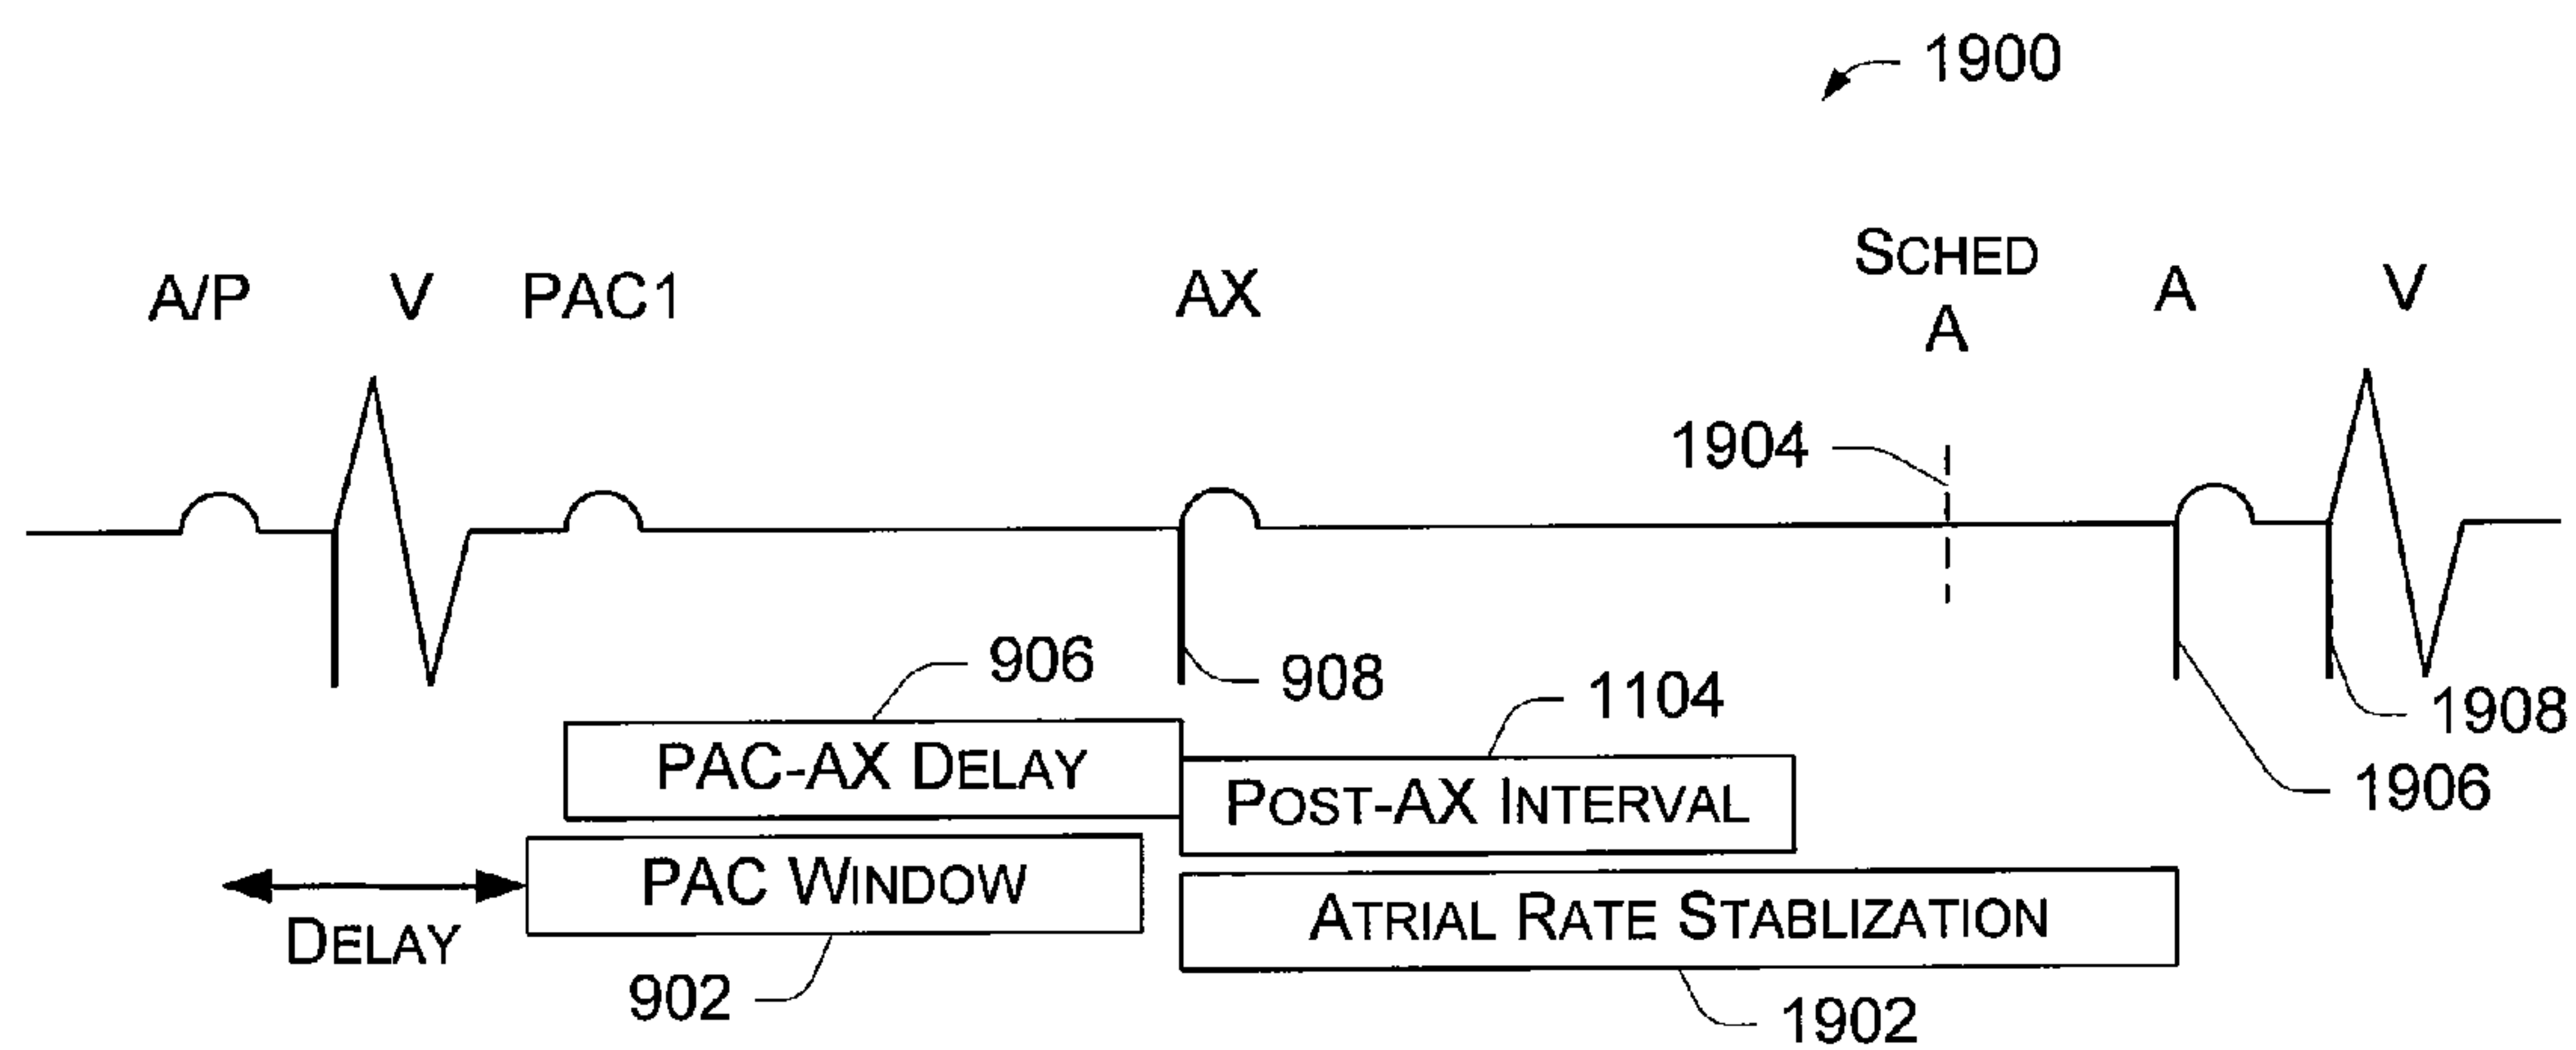 1900
SCHED
A/P V PAC1 AX A A V
1904
906 908 1104 1908
PAC-AX DELAY POST-AX INTERVAL 1906
PAC WINDOW ATRIAL RATE STABLIZATION
DELAY
902 1902